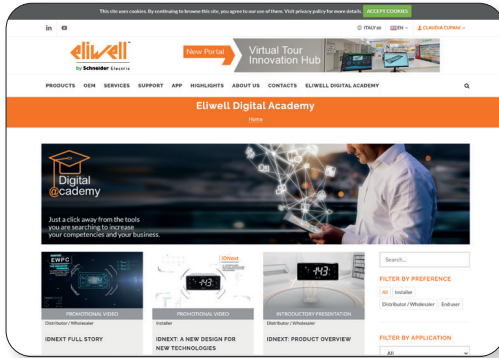 This site uses cookies. By continuing to browse this site, you agree to our use of them. Visit privacy policy for more details. ACCEPT COOKIES
in ITALY EN CLAUDIA CUPANI
eliwell
By Schneider Electric
New Portal
Virtual Tour
Innovation Hub
PRODUCTS OEM SERVICES SUPPORT APP HIGHLIGHTS ABOUT US CONTACTS ELIWELL DIGITAL ACADEMY
Eliwell Digital Academy
Home
Digital
@cademy
Just a click away from the tools
you are searching to increase
your competencies and your business.
EWPC
IDNext
-14.3.
-14.3.
PROMOTIONAL VIDEO
PROMOTIONAL VIDEO
INTRODUCTORY PRESENTATION
Distributor / Wholesaler
Installer
Distributor / Wholesaler
IDNEXT FULL STORY
IDNEXT: A NEW DESIGN FOR
NEW TECHNOLOGIES
IDNEXT: PRODUCT OVERVIEW
Search...
FILTER BY PREFERENCE
All Installer
Distributor / Wholesaler Enduser
FILTER BY APPLICATION
All